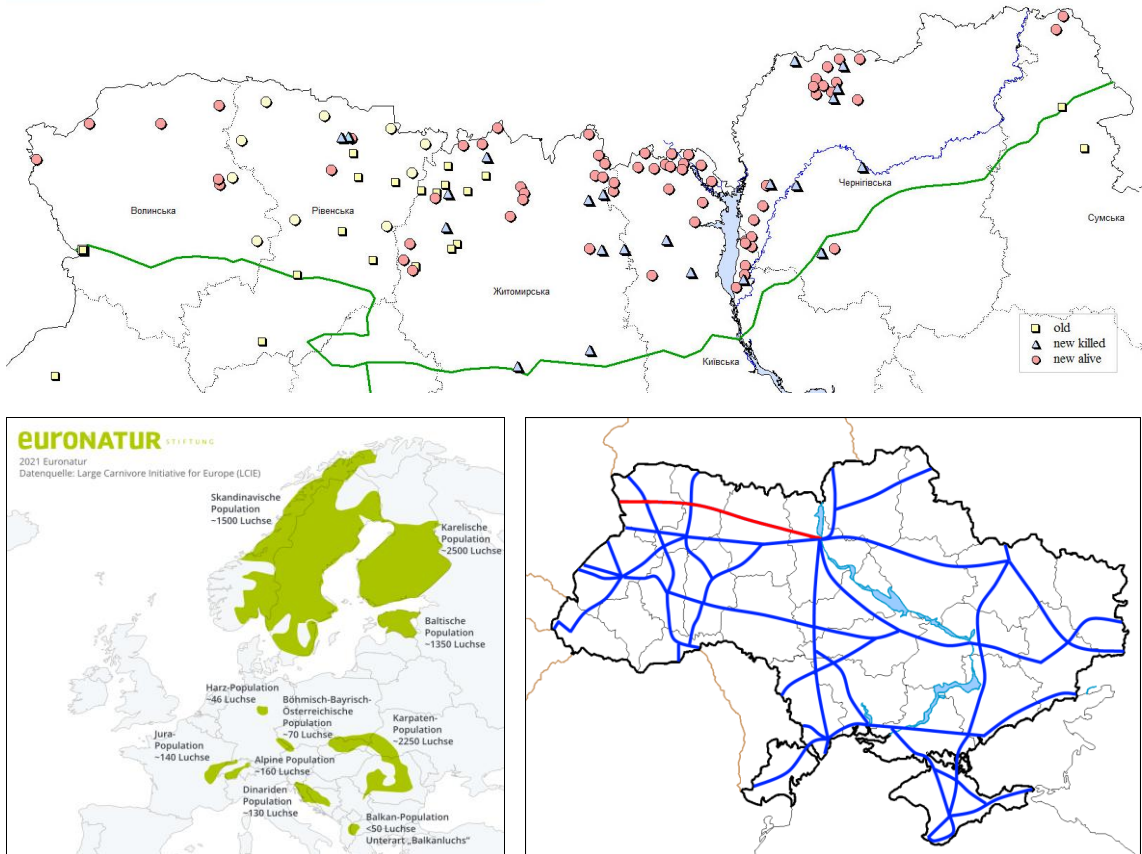 Волинська
Рівенська
Житомирська
Київська
Чернігівська
Сумська
old
new killed
new alive
euronatur
STIFTUNG
2021 Euronatur
Datenquelle: Large Carnivore Initiative for Europe (LCIE)
Skandinavische
Population
~1500 Luchse
Karelische
Population
~2500 Luchse
Baltische
Population
~1350 Luchse
Harz-Population
~46 Luchse
Böhmisch-Bayrisch-
Österreichische
Population
~70 Luchse
Karpaten-
Population
~2250 Luchse
Jura-
Population
~140 Luchse
Alpine Population
~160 Luchse
Dinariden
Population
~130 Luchse
Balkan-Population
<50 Luchse
Unterart „Balkanluchs"